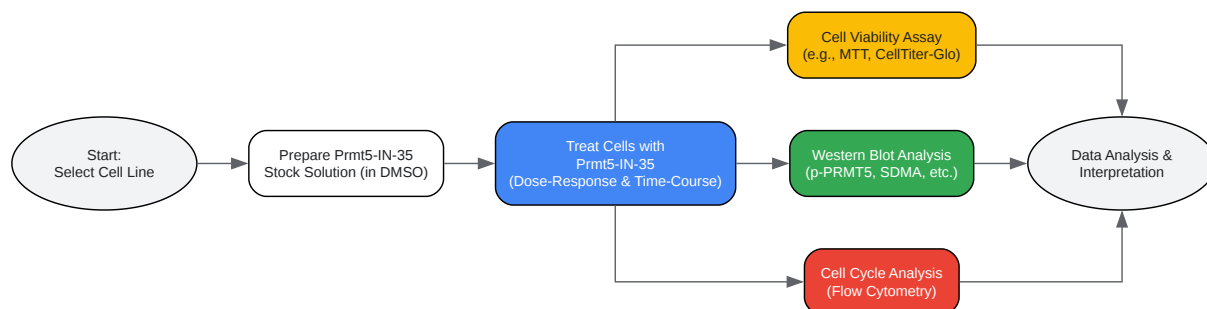 Start:
Select Cell Line
Prepare Prmt5-IN-35
Stock Solution (in DMSO)
Treat Cells with
Prmt5-IN-35
(Dose-Response & Time-Course)
Cell Viability Assay
(e.g., MTT, CellTiter-Glo)
Western Blot Analysis
(p-PRMT5, SDMA, etc.)
Cell Cycle Analysis
(Flow Cytometry)
Data Analysis &
Interpretation